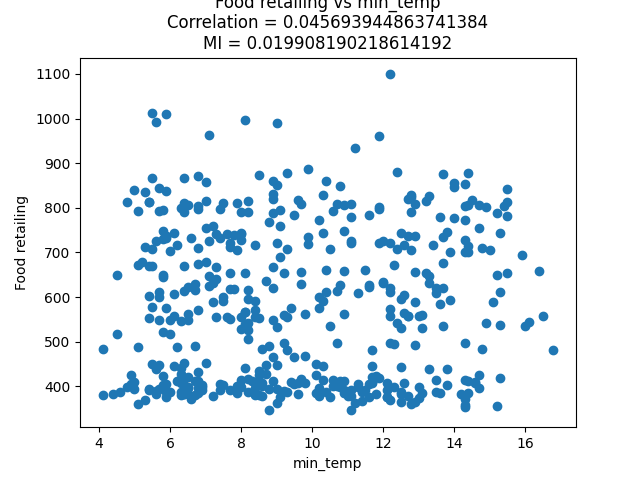 Food retailing vs min_temp
Correlation = 0.045693944863741384
MI = 0.019908190218614192
1100
1000
900
800
700
600
500
400
Food retailing
4 6 8 10 12 14 16
min_temp